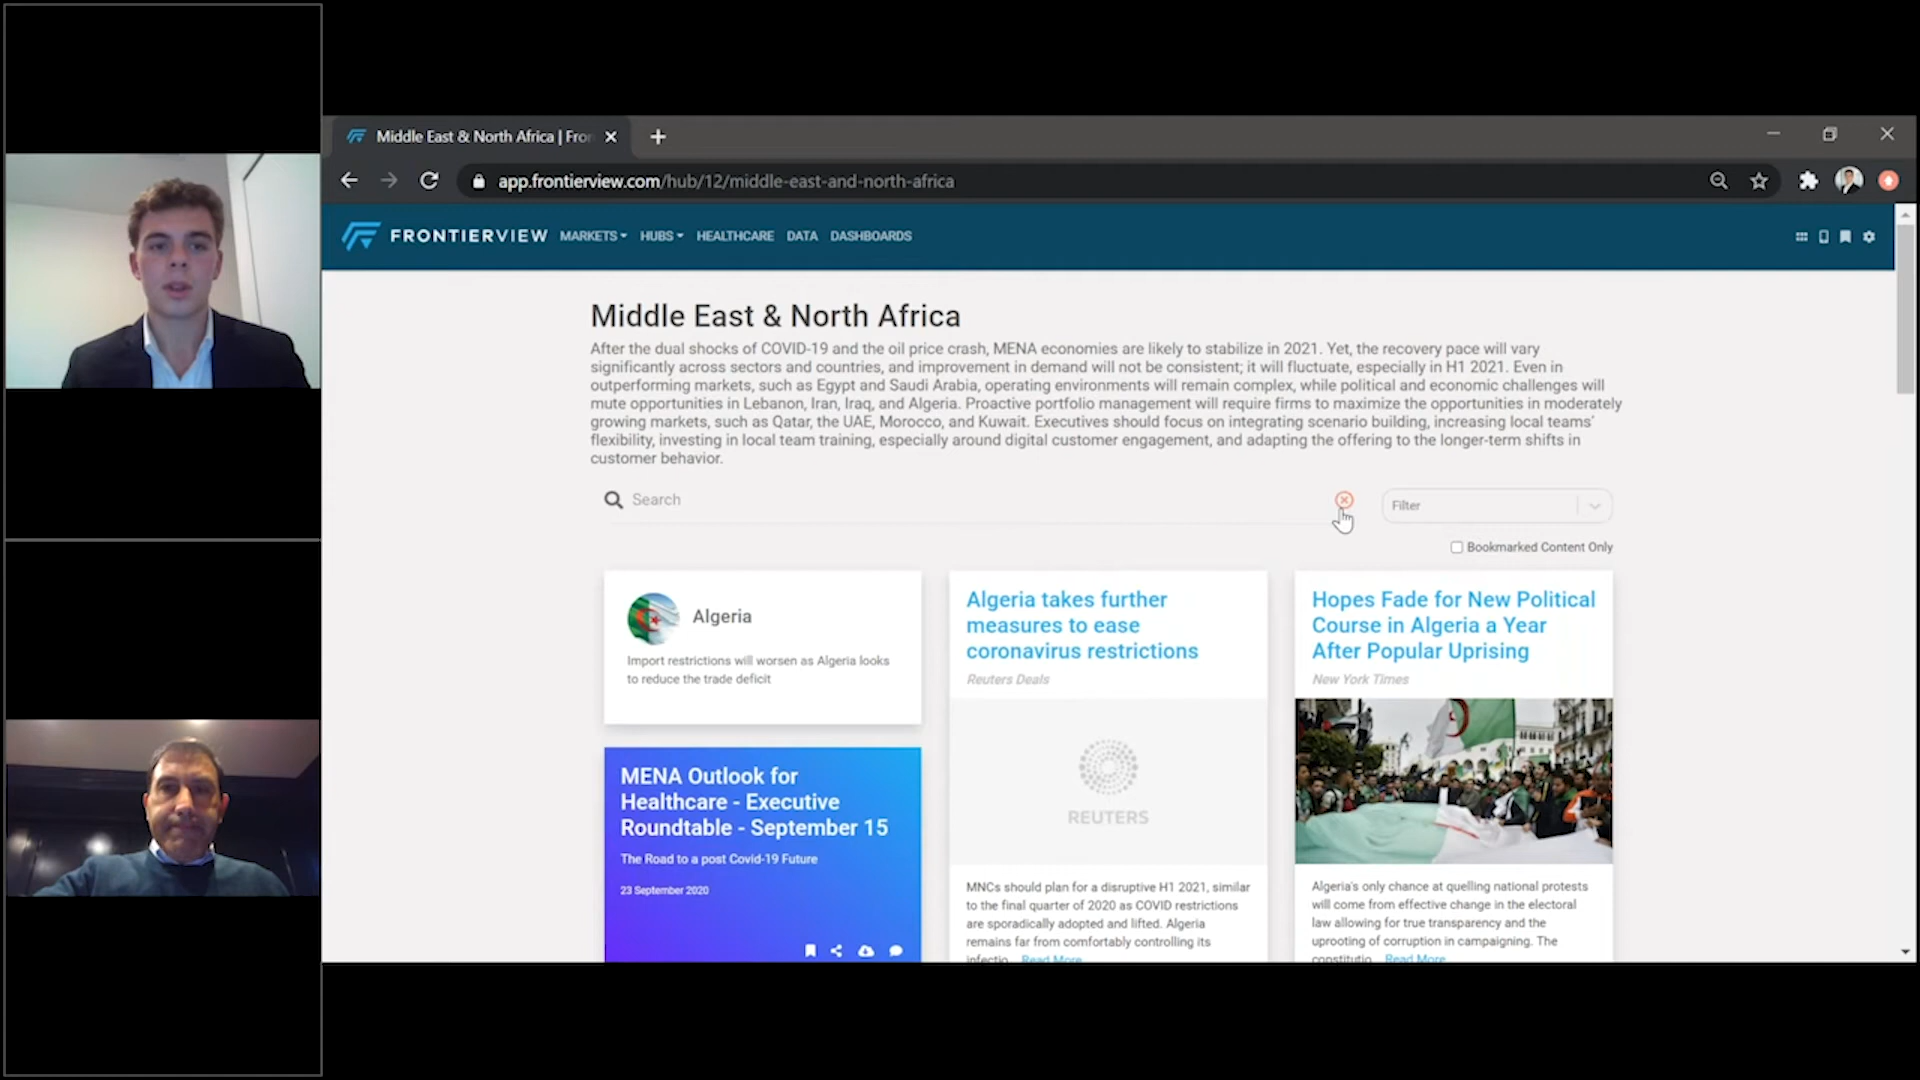 Middle East & North Africa | Fro
app.frontierview.com/hub/12/middle-east-and-north-africa
FRONTIERVIEW MARKETS HUBS HEALTHCARE DATA DASHBOARDS
Middle East & North Africa
After the dual shocks of COVID-19 and the oil price crash, MENA economies are likely to stabilize in 2021. Yet, the recovery pace will vary
significantly across sectors and countries, and improvement in demand will not be consistent; it will fluctuate, especially in H1 2021. Even in
outperforming markets, such as Egypt and Saudi Arabia, operating environments will remain complex, while political and economic challenges will
mute opportunities in Lebanon, Iran, Iraq, and Algeria. Proactive portfolio management will require firms to maximize the opportunities in moderately
growing markets, such as Qatar, the UAE, Morocco, and Kuwait. Executives should focus on integrating scenario building, increasing local teams'
flexibility, investing in local team training, especially around digital customer engagement, and adapting the offering to the longer-term shifts in
customer behavior.
Search
Filter
Bookmarked Content Only
Algeria
Import restrictions will worsen as Algeria looks
to reduce the trade deficit
MENA Outlook for
Healthcare - Executive
Roundtable - September 15
The Road to a post Covid-19 Future
23 September 2020
Algeria takes further
measures to ease
coronavirus restrictions
Reuters Deals
REUTERS
MNCs should plan for a disruptive H1 2021, similar
to the final quarter of 2020 as COVID restrictions
are sporadically adopted and lifted. Algeria
remains far from comfortably controlling its
infectio... Read More
Hopes Fade for New Political
Course in Algeria a Year
After Popular Uprising
New York Times
Algeria's only chance at quelling national protests
will come from effective change in the electoral
law allowing for true transparency and the
uprooting of corruption in campaigning. The
constitutio... Read More